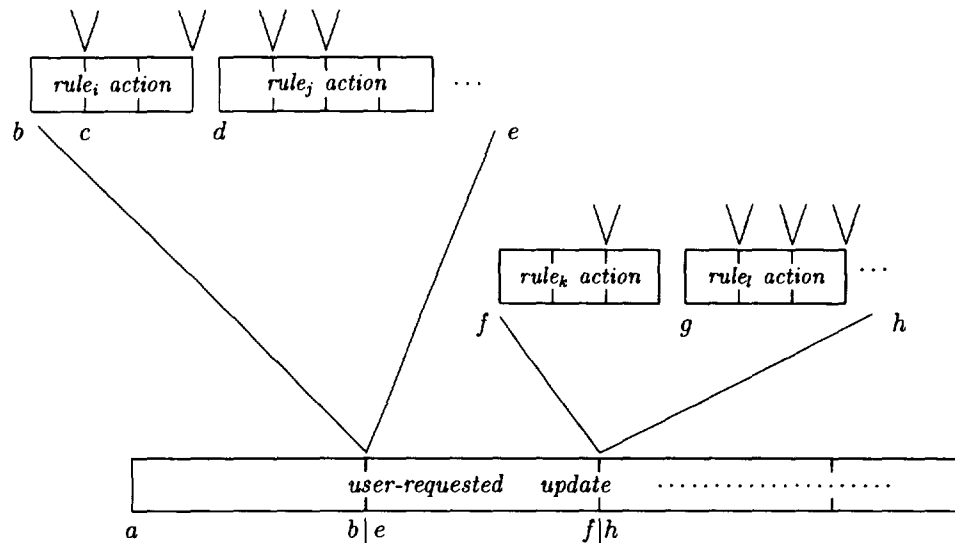 rule_i action rule_j action ···
b c d e
rule_k action rule_l action ···
f g h
user-requested update ·····················
a b|e f|h